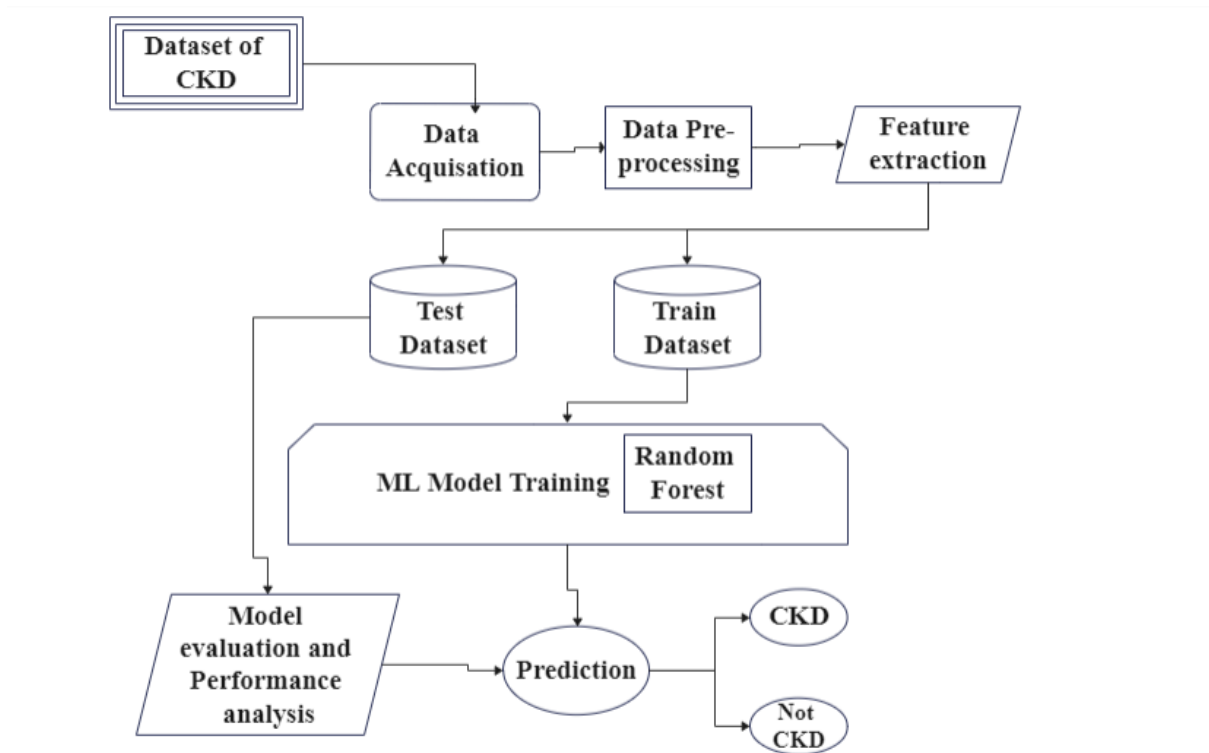 Dataset of
CKD
Data
Acquisation
Data Pre-
processing
Feature
extraction
Test
Dataset
Train
Dataset
ML Model Training
Random
Forest
Model
evaluation and
Performance
analysis
Prediction
CKD
Not
CKD